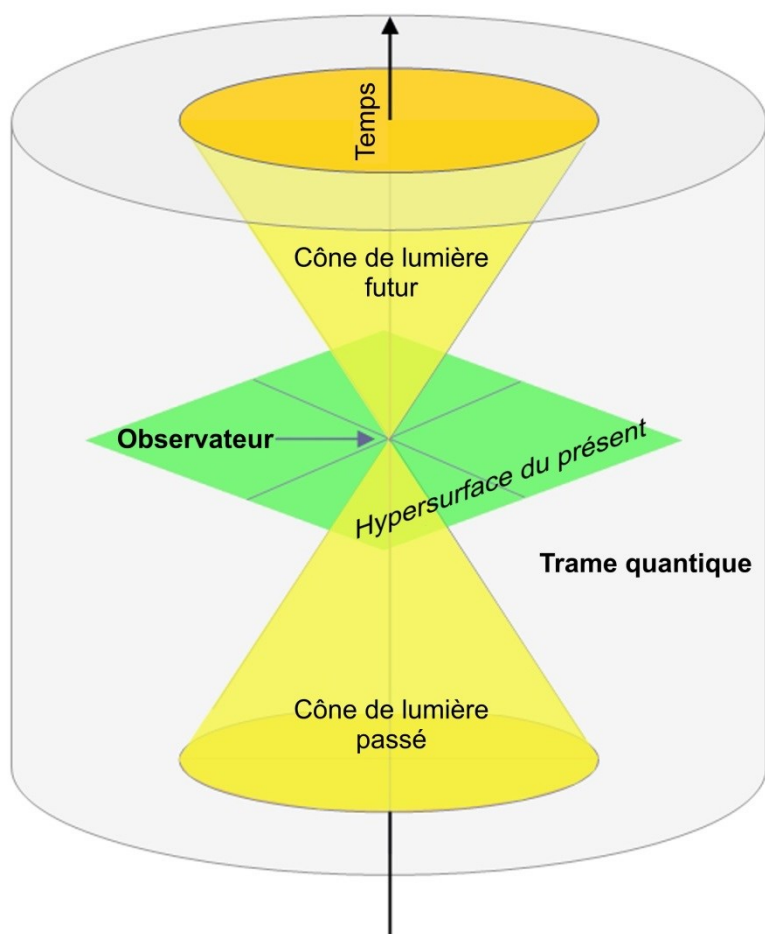 Temps
Cône de lumière
futur
Observateur
Hypersurface du présent
Trame quantique
Cône de lumière
passé